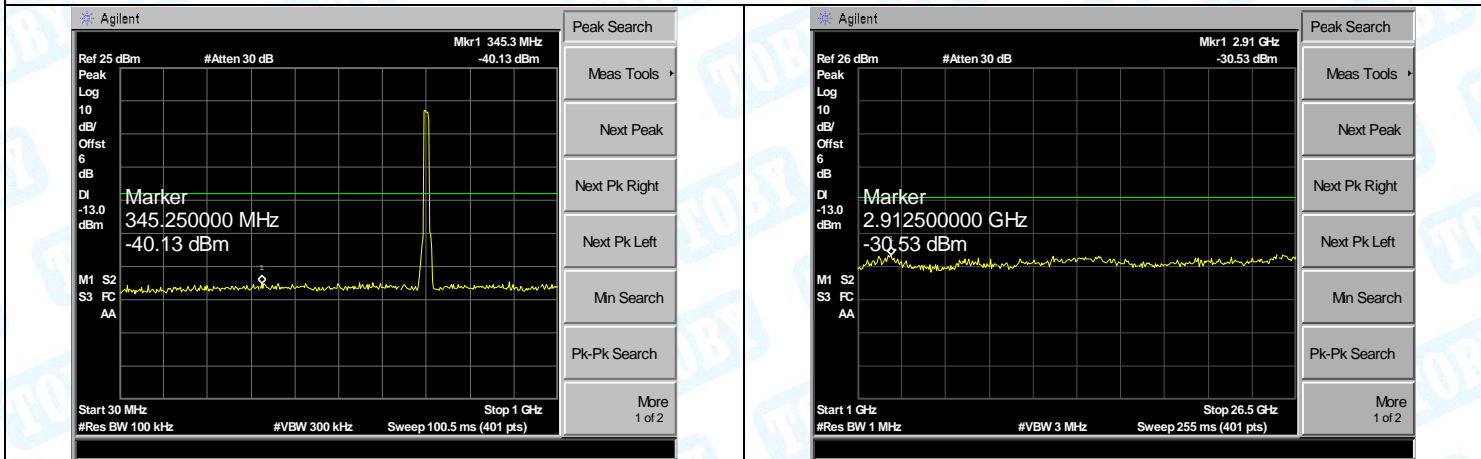 Agilent
Peak Search
Mkr1 345.3 MHz
Ref 25 dBm #Atten 30 dB -40.13 dBm
Peak
Log
10
dB/
Offst
6
dB
DI
-13.0
dBm
Marker
345.250000 MHz
-40.13 dBm
1
M1 S2
S3 FC
AA
Start 30 MHz Stop 1 GHz
#Res BW 100 kHz #VBW 300 kHz Sweep 100.5 ms (401 pts)
Meas Tools
Next Peak
Next Pk Right
Next Pk Left
Min Search
Pk-Pk Search
More
1 of 2
Agilent
Peak Search
Mkr1 2.91 GHz
Ref 26 dBm #Atten 30 dB -30.53 dBm
Peak
Log
10
dB/
Offst
6
dB
DI
-13.0
dBm
Marker
2.912500000 GHz
-30.53 dBm
1
M1 S2
S3 FC
AA
Start 1 GHz Stop 26.5 GHz
#Res BW 1 MHz #VBW 3 MHz Sweep 255 ms (401 pts)
Meas Tools
Next Peak
Next Pk Right
Next Pk Left
Min Search
Pk-Pk Search
More
1 of 2
TOBY